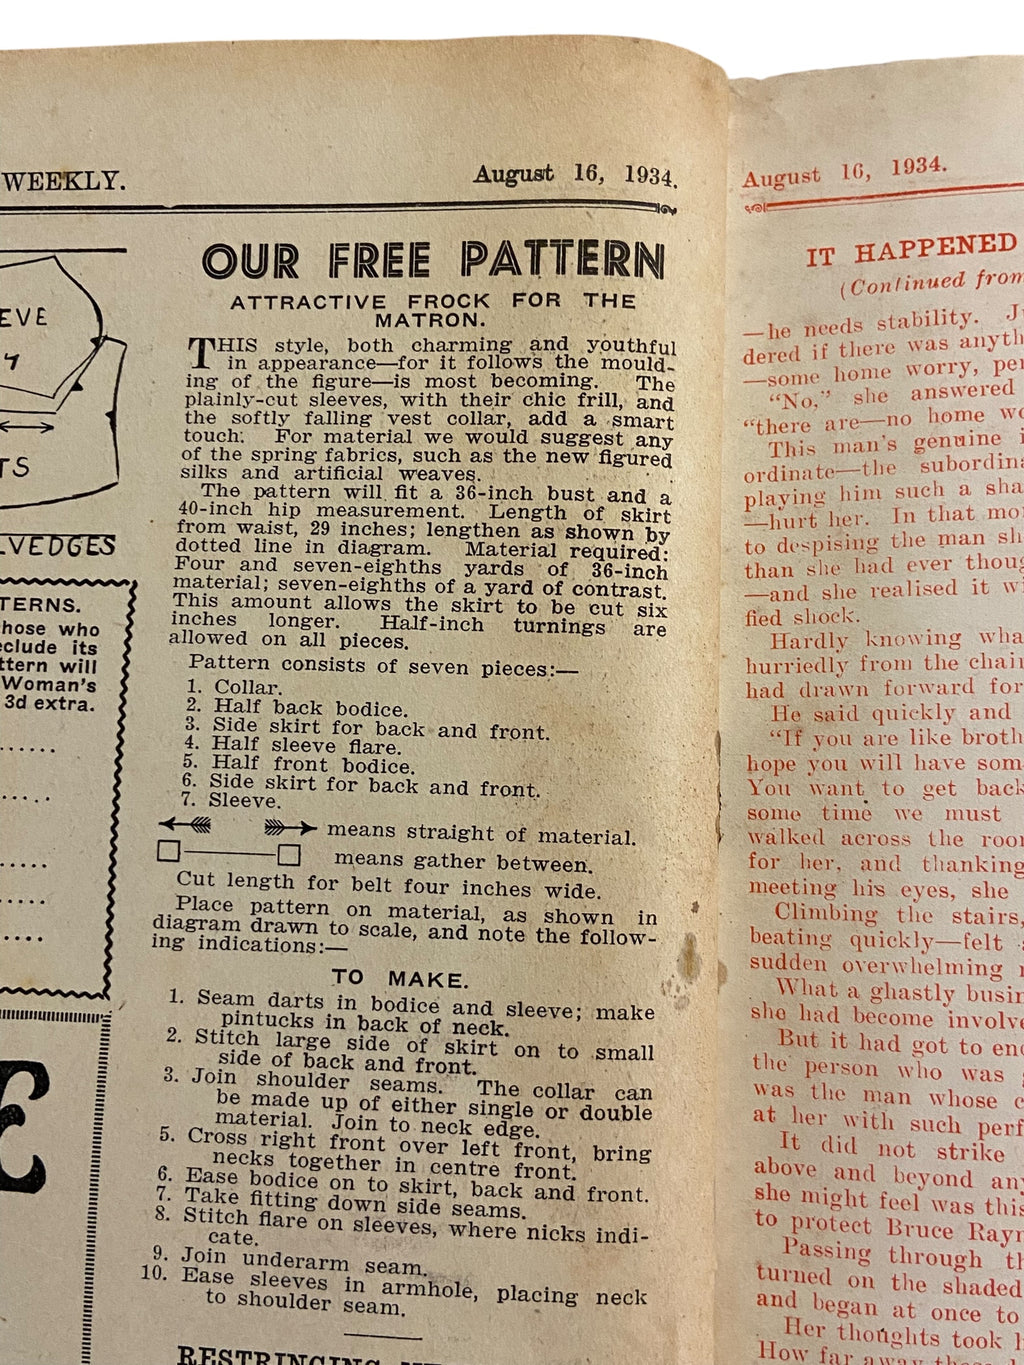 WEEKLY.
August 16, 1934.
EVE
4
TS
LVEDGES
TERNS.
hose who
clude its
ttern will
Woman's
3d extra.
OUR FREE PATTERN
ATTRACTIVE FROCK FOR THE
MATRON.
THIS style, both charming and youthful
in appearance—for it follows the mould-
ing of the figure—is most becoming. The
plainly-cut sleeves, with their chic frill, and
the softly falling vest collar, add a smart
touch. For material we would suggest any
of the spring fabrics, such as the new figured
silks and artificial weaves.
The pattern will fit a 36-inch bust and a
40-inch hip measurement. Length of skirt
from waist, 29 inches; lengthen as shown by
dotted line in diagram. Material required:
Four and seven-eighths yards of 36-inch
material; seven-eighths of a yard of contrast.
This amount allows the skirt to be cut six
inches longer. Half-inch turnings are
allowed on all pieces.
Pattern consists of seven pieces:—
1. Collar.
2. Half back bodice.
3. Side skirt for back and front.
4. Half sleeve flare.
5. Half front bodice.
6. Side skirt for back and front.
7. Sleeve.
means straight of material.
means gather between.
Cut length for belt four inches wide.
Place pattern on material, as shown in
diagram drawn to scale, and note the follow-
ing indications:—
TO MAKE.
1. Seam darts in bodice and sleeve; make
pintucks in back of neck.
2. Stitch large side of skirt on to small
side of back and front.
3. Join shoulder seams. The collar can
be made up of either single or double
material. Join to neck edge.
5. Cross right front over left front, bring
necks together in centre front.
6. Ease bodice on to skirt, back and front.
7. Take fitting down side seams.
8. Stitch flare on sleeves, where nicks indi-
cate.
9. Join underarm seam.
10. Ease sleeves in armhole, placing neck
to shoulder seam.
August 16, 1934.
IT HAPPENED
(Continued from
—he needs stability.
dered if there was anyth
—some home worry, per
"No," she answered
"there are—no home wo
This man's genuine i
ordinate—the subordina
playing him such a sha
—hurt her. In that mo
to despising the man sh
than she had ever thoug
—and she realised it wi
fied shock.
Hardly knowing wha
hurriedly from the chair
had drawn forward for
He said quickly and
"If you are like broth
hope you will have som
You want to get back
some time we must
walked across the roo
for her, and thanking
meeting his eyes, she
Climbing the stairs,
beating quickly—felt
sudden overwhelming
What a ghastly busin
she had become involve
But it had got to end
the person who was
was the man whose c
at her with such perf
It did not strike
above and beyond any
she might feel was this
to protect Bruce Rayn
Passing through th
turned on the shaded
and began at once to
Her thoughts took
How far away these